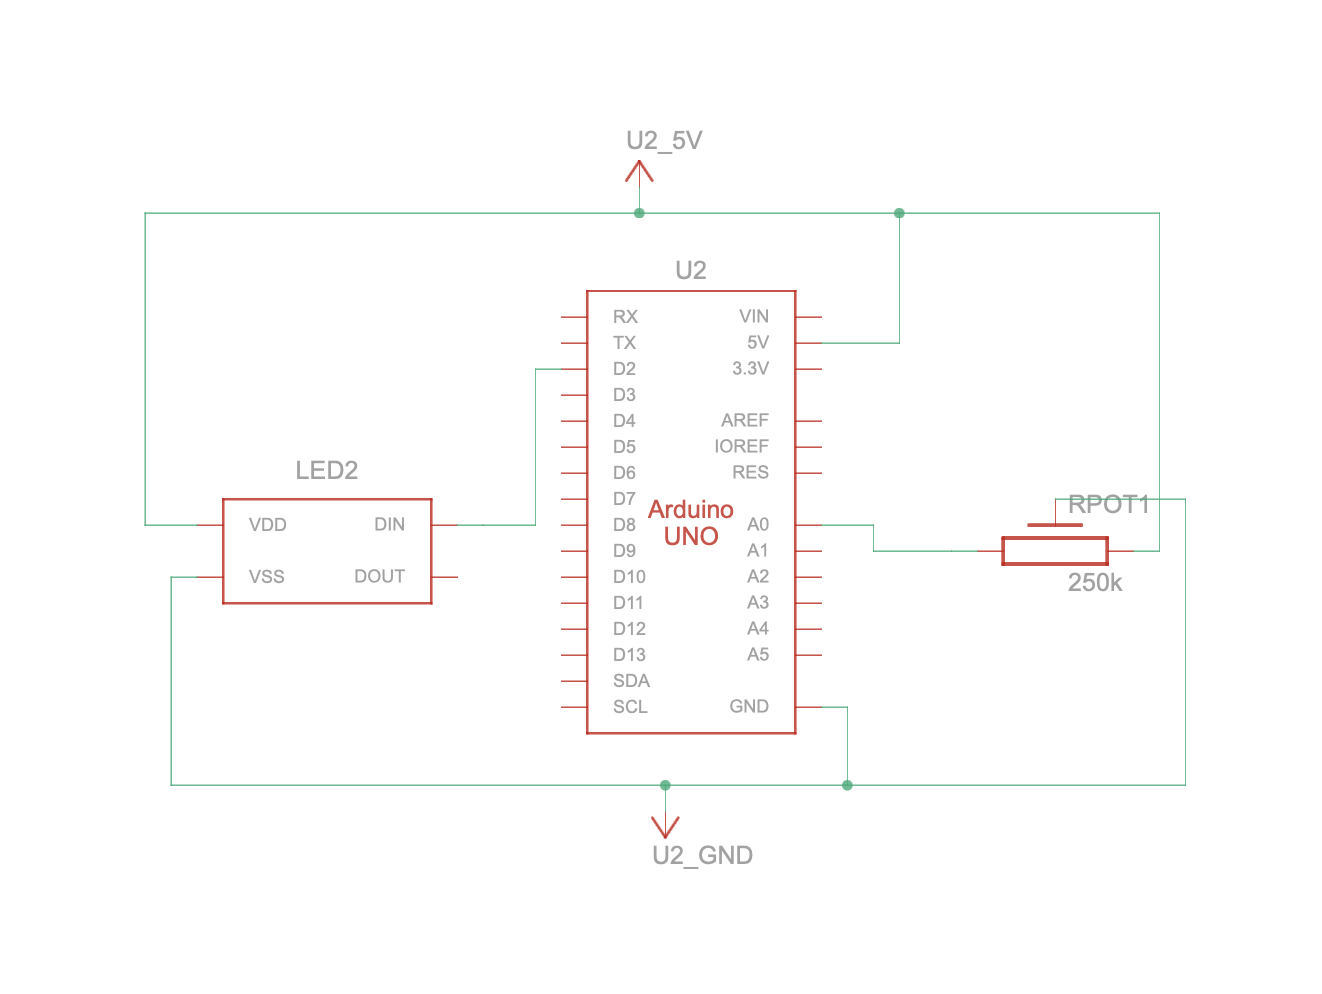 U2_5V
U2
RX
VIN
TX
5V
D2
3.3V
D3
D4
AREF
D5
IOREF
D6
RES
D7
LED2
VDD
DIN
VSS
DOUT
Arduino
UNO
D8
A0
D9
A1
D10
A2
D11
A3
D12
A4
D13
A5
SDA
SCL
GND
RPOT1
250k
U2_GND